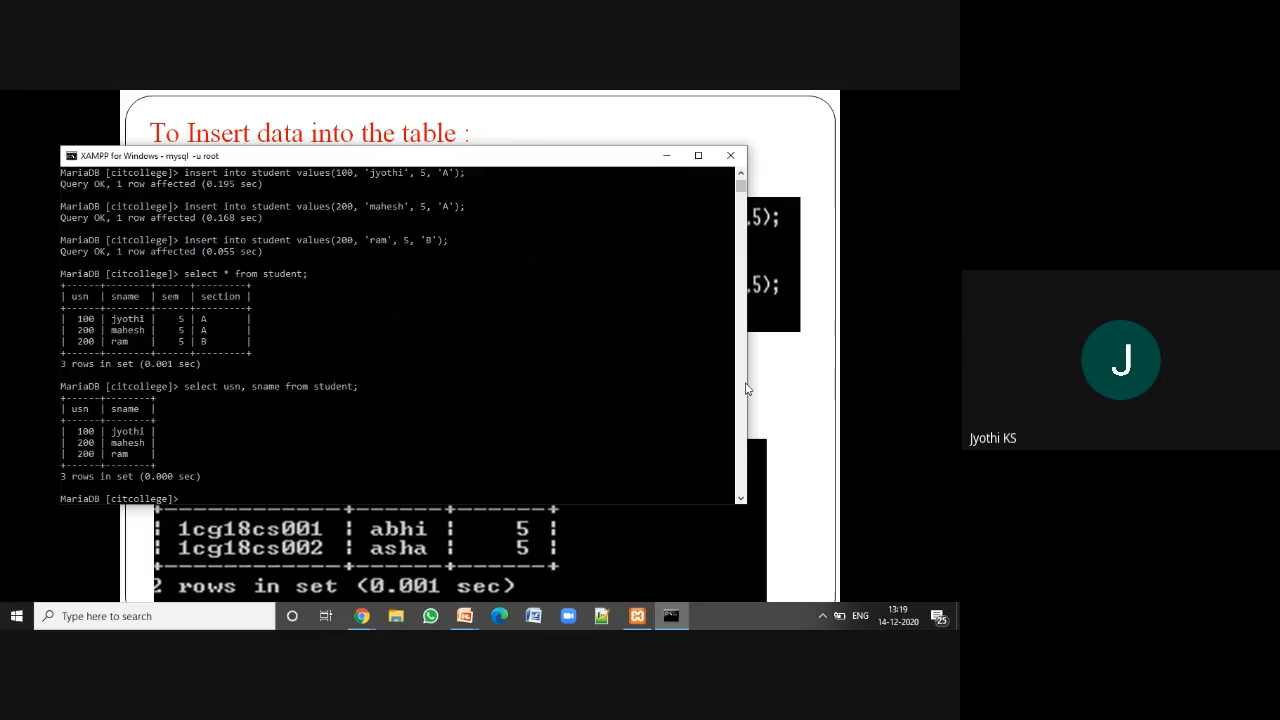 To Insert data into the table :
XAMPP for Windows - mysql -u root
MariaDB [citcollege]> insert into student values(100, 'jyothi', 5, 'A');
Query OK, 1 row affected (0.195 sec)
MariaDB [citcollege]> insert into student values(200, 'mahesh', 5, 'A');
Query OK, 1 row affected (0.168 sec)
MariaDB [citcollege]> insert into student values(200, 'ram', 5, 'B');
Query OK, 1 row affected (0.055 sec)
MariaDB [citcollege]> select * from student;
+------+--------+------+---------+
| usn | sname | sem | section |
+------+--------+------+---------+
| 100 | jyothi | 5 | A |
| 200 | mahesh | 5 | A |
| 200 | ram | 5 | B |
+------+--------+------+---------+
3 rows in set (0.001 sec)
MariaDB [citcollege]> select usn, sname from student;
+------+--------+
| usn | sname |
+------+--------+
| 100 | jyothi |
| 200 | mahesh |
| 200 | ram |
+------+--------+
3 rows in set (0.000 sec)
MariaDB [citcollege]>
.5);
.5);
| 1cg18cs001 | abhi | 5 |
| 1cg18cs002 | asha | 5 |
2 rows in set (0.001 sec)
J
Jyothi KS
Type here to search
ENG
13:19
14-12-2020
25